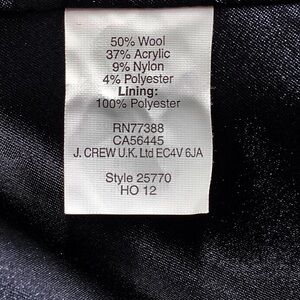 50% Wool
37% Acrylic
9% Nylon
4% Polyester
Lining:
100% Polyester
RN77388
CA56445
J. CREW U.K. Ltd EC4V 6JA
Style 25770
HO 12